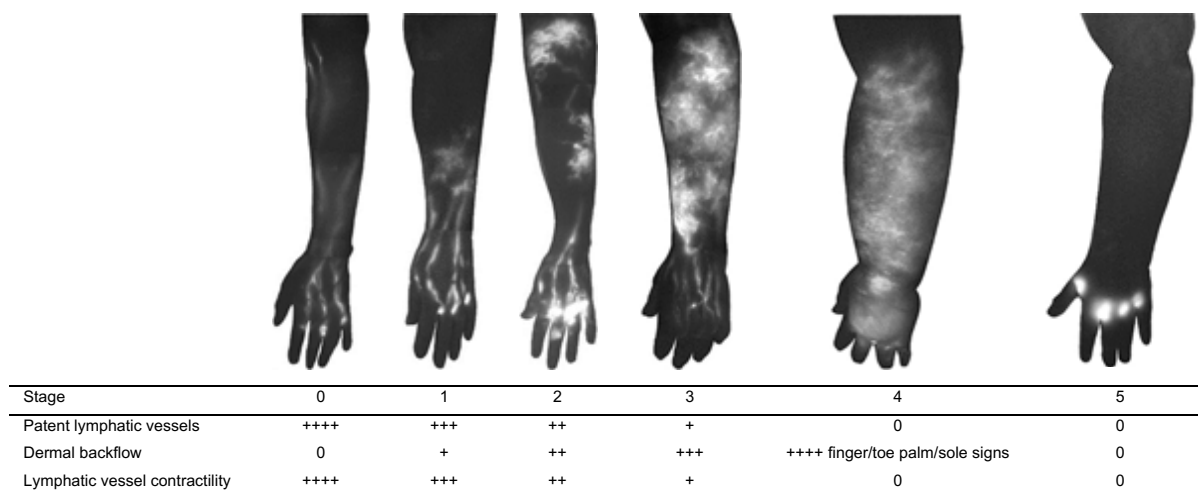 Stage 0 1 2 3 4 5
Patent lymphatic vessels ++++ +++ ++ + 0 0
Dermal backflow 0 + ++ +++ ++++ finger/toe palm/sole signs 0
Lymphatic vessel contractility ++++ +++ ++ + 0 0